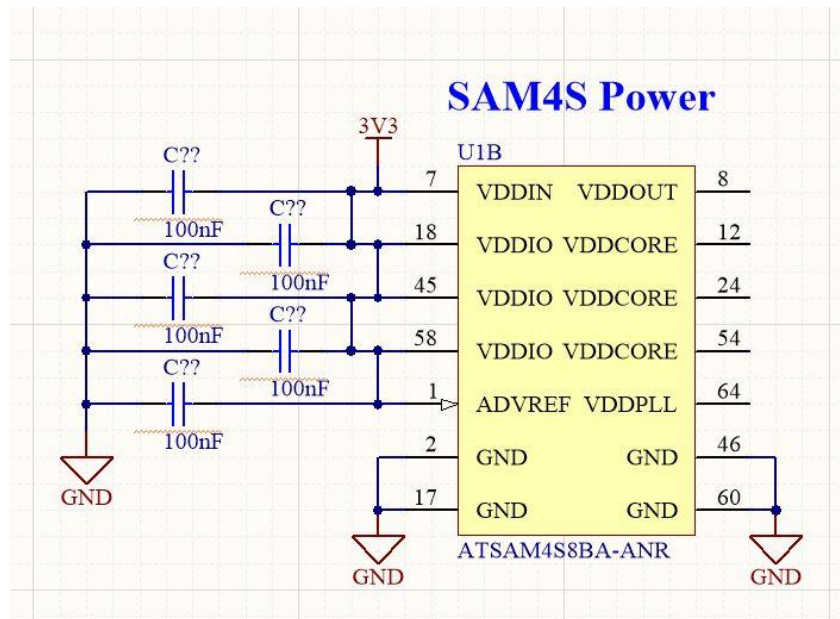 SAM4S Power
3V3
U1B
C??
100nF
C??
100nF
C??
100nF
C??
100nF
C??
100nF
GND
7 VDDIN VDDOUT 8
18 VDDIO VDDCORE 12
45 VDDIO VDDCORE 24
58 VDDIO VDDCORE 54
1 ADVREF VDDPLL 64
2 GND GND 46
17 GND GND 60
ATSAM4S8BA-ANR
GND
GND